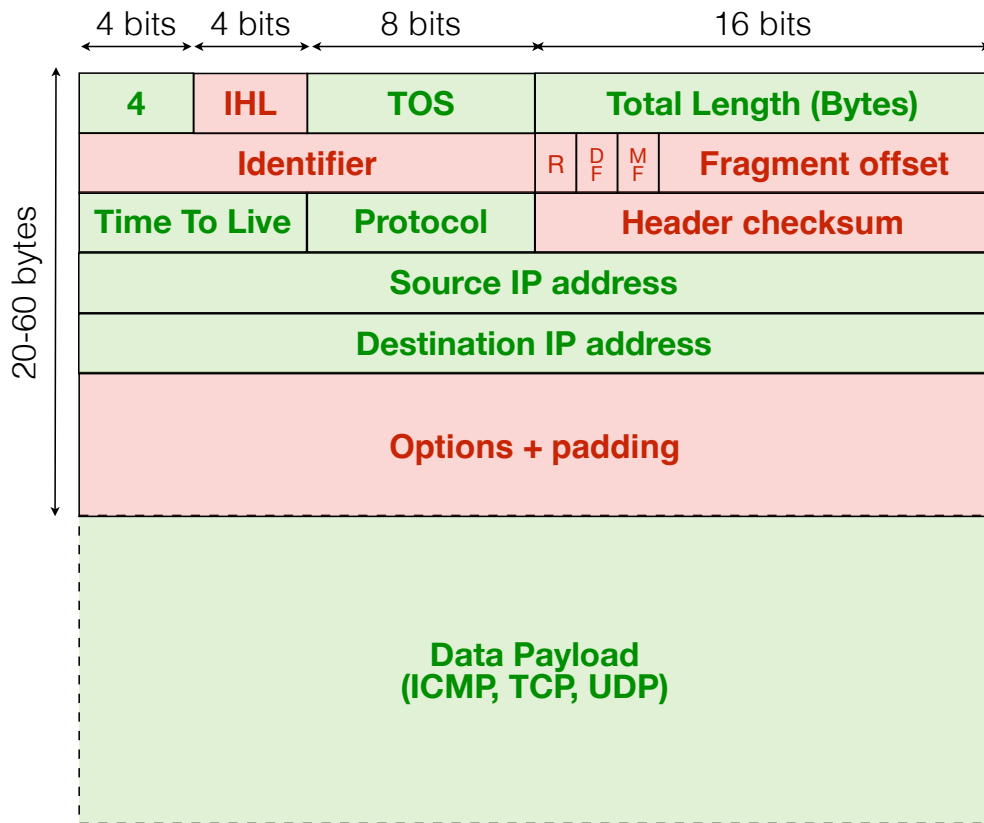 4 bits 4 bits 8 bits 16 bits
4 IHL TOS Total Length (Bytes)
Identifier R DF MF Fragment offset
Time To Live Protocol Header checksum
20-60 bytes
Source IP address
Destination IP address
Options + padding
Data Payload
(ICMP, TCP, UDP)